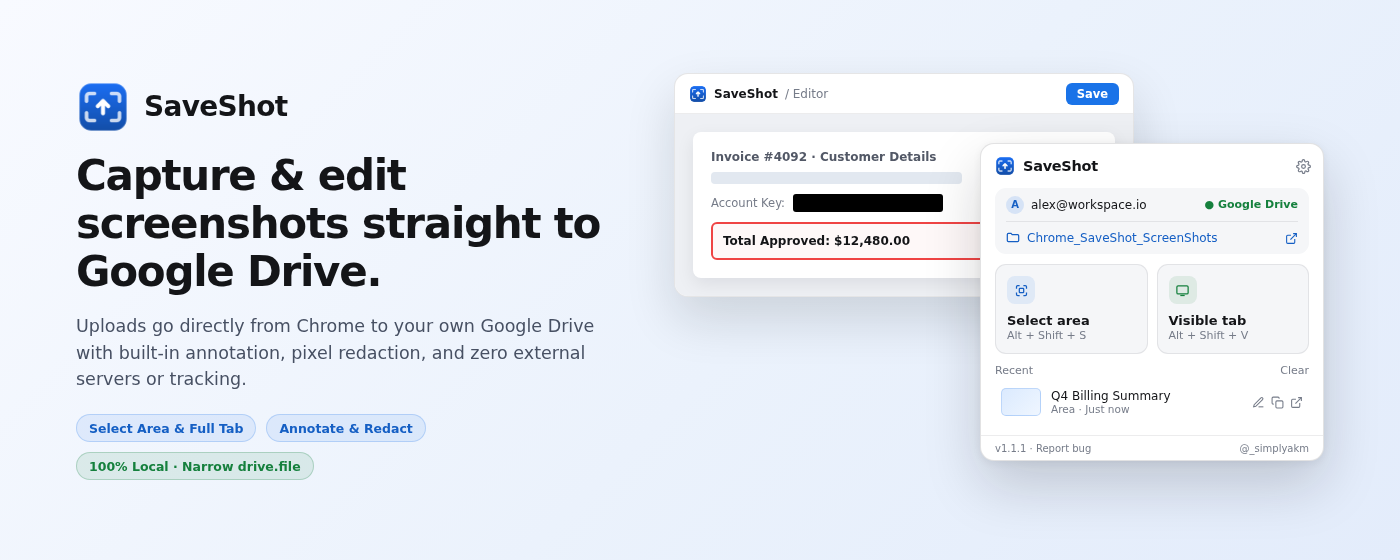 SaveShot
Capture & edit
screenshots straight to
Google Drive.
Uploads go directly from Chrome to your own Google Drive
with built-in annotation, pixel redaction, and zero external
servers or tracking.
Select Area & Full Tab
Annotate & Redact
100% Local · Narrow drive.file
SaveShot / Editor
Save
Invoice #4092 · Customer Details
Account Key:
Total Approved: $12,480.00
SaveShot
A alex@workspace.io
● Google Drive
Chrome_SaveShot_ScreenShots
Select area
Alt + Shift + S
Visible tab
Alt + Shift + V
Recent
Clear
Q4 Billing Summary
Area · Just now
v1.1.1 · Report bug
@_simplyakm